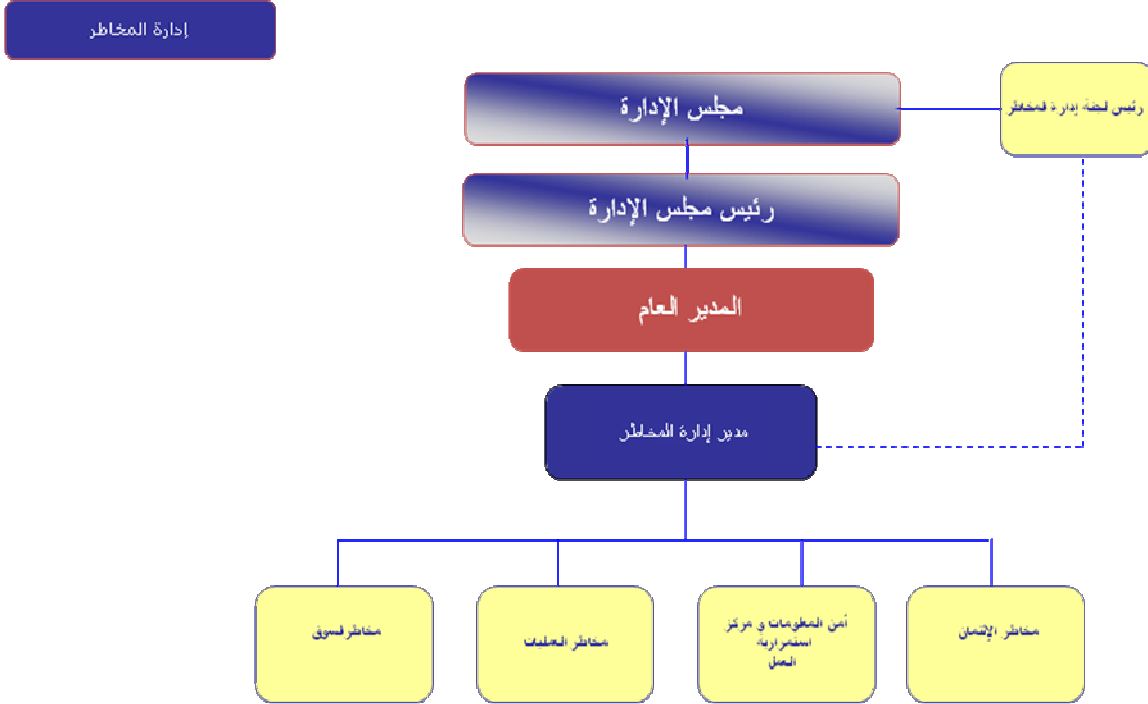 إدارة المخاطر
مجلس الإدارة
رئيس لجنة إدارة المخاطر
رئيس مجلس الإدارة
المدير العام
مدير إدارة المخاطر
مخاطر الإئتمان
أمن المعلومات و مركز
استمرارية
العمل
مخاطر العمليات
مخاطر السوق